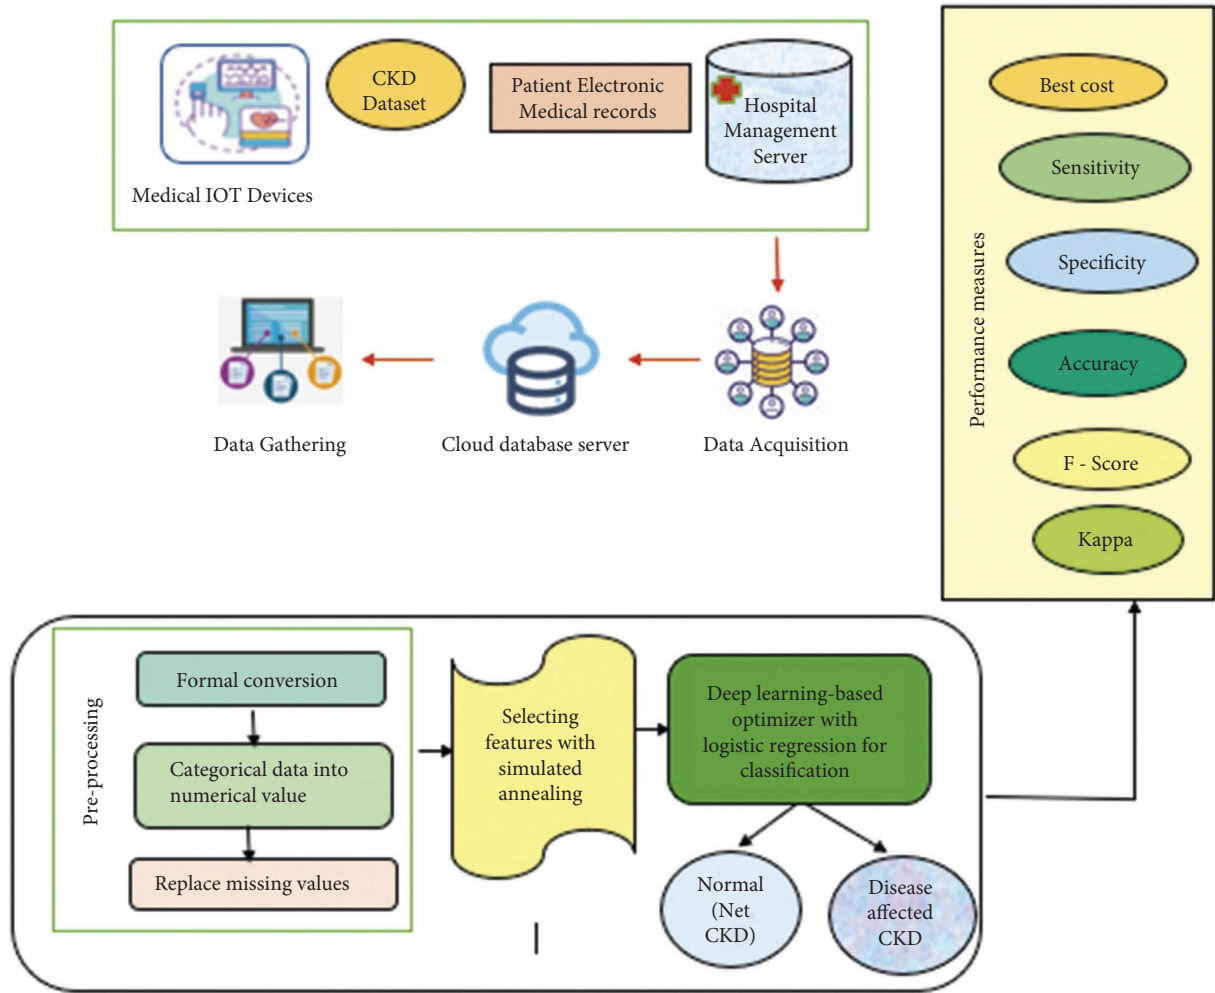 CKD
Dataset
Patient Electronic
Medical records
Hospital
Management
Server
Medical IOT Devices
Data Gathering
Cloud database server
Data Acquisition
Performance measures
Best cost
Sensitivity
Specificity
Accuracy
F - Score
Kappa
Pre-processing
Formal conversion
Categorical data into
numerical value
Replace missing values
Selecting
features with
simulated
annealing
Deep learning-based
optimizer with
logistic regression for
classification
Normal
(Net
CKD)
Disease
affected
CKD